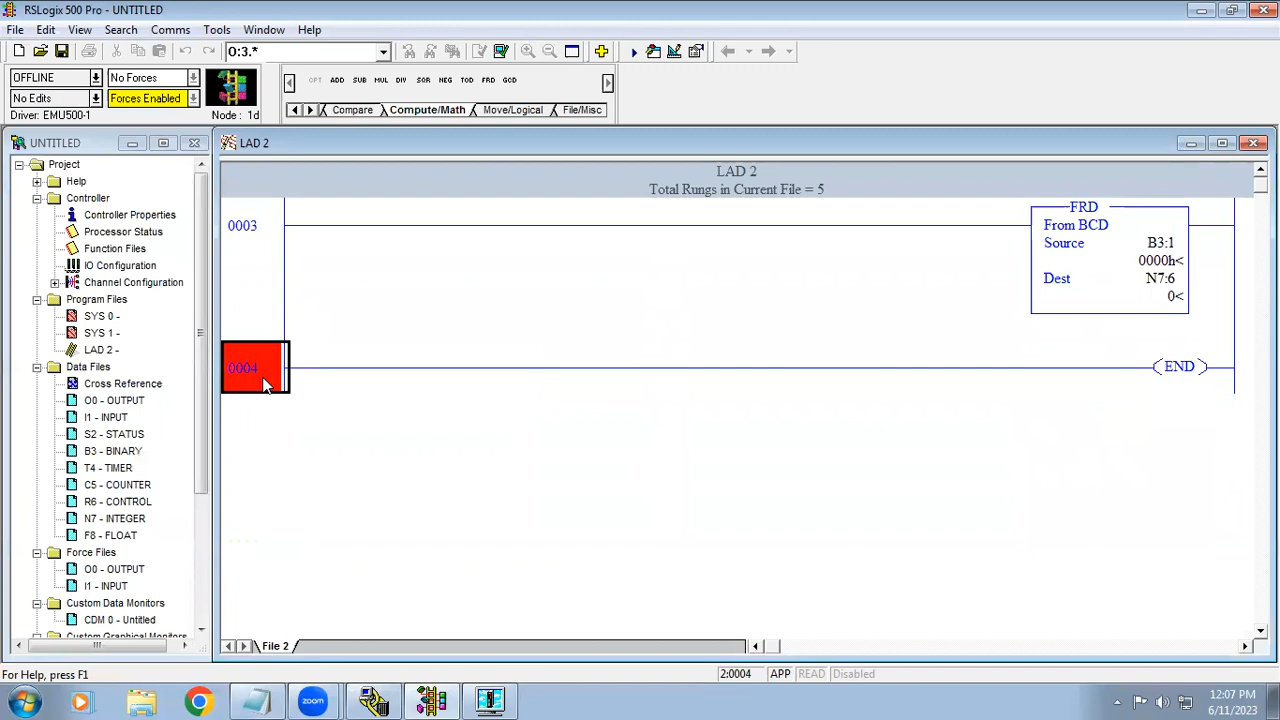 RSLogix 500 Pro - UNTITLED
File Edit View Search Comms Tools Window Help
O:3.*
OFFLINE No Forces
No Edits Forces Enabled
Driver: EMU500-1 Node : 1d
OPT ADD SUB MUL DIV SQR NEG TOD FRD GCD
Compare Compute/Math Move/Logical File/Misc
UNTITLED
Project
Help
Controller
Controller Properties
Processor Status
Function Files
IO Configuration
Channel Configuration
Program Files
SYS 0 -
SYS 1 -
LAD 2 -
Data Files
Cross Reference
O0 - OUTPUT
I1 - INPUT
S2 - STATUS
B3 - BINARY
T4 - TIMER
C5 - COUNTER
R6 - CONTROL
N7 - INTEGER
F8 - FLOAT
Force Files
O0 - OUTPUT
I1 - INPUT
Custom Data Monitors
CDM 0 - Untitled
Custom Graphical Monitors
LAD 2
LAD 2
Total Rungs in Current File = 5
0003
FRD
From BCD
Source B3:1
0000h<
Dest N7:6
0<
0004
END
File 2
For Help, press F1
2:0004 APP READ Disabled
zoom
12:07 PM
6/11/2023